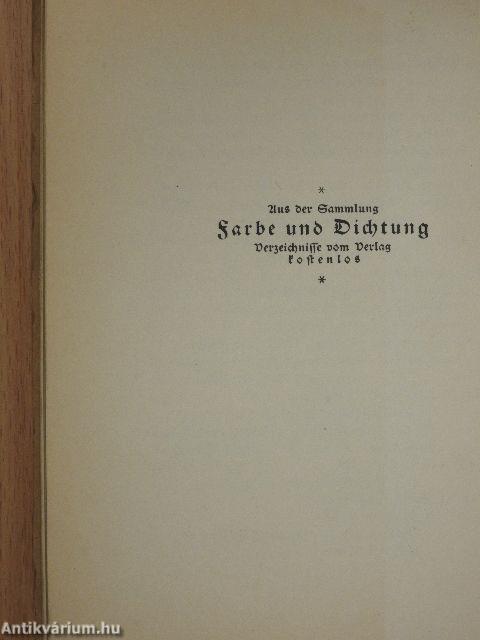 *
Aus der Sammlung
Farbe und Dichtung
Verzeichnisse vom Verlag
kostenlos
*
Antikvárium.hu